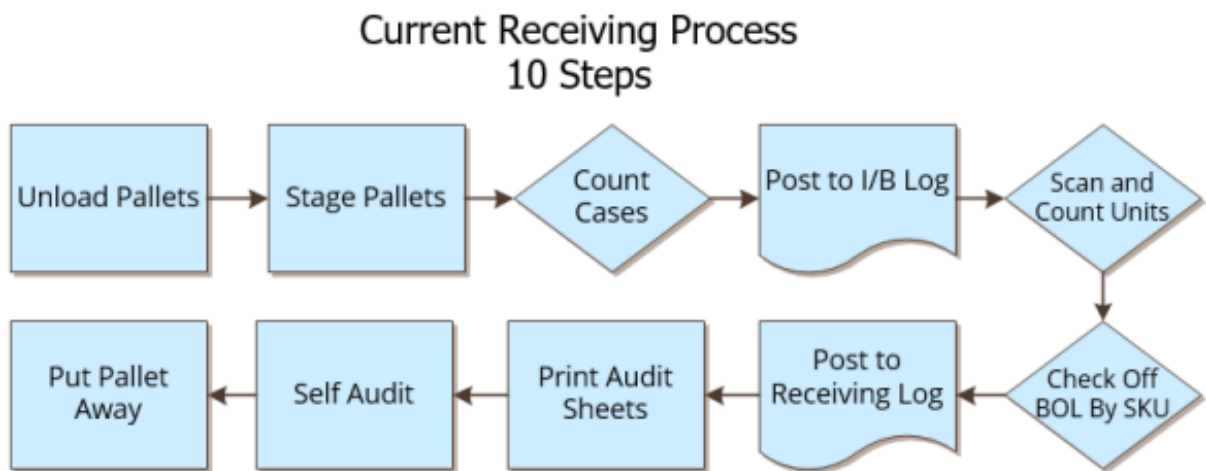 Current Receiving Process
10 Steps
Unload Pallets
Stage Pallets
Count
Cases
Post to I/B Log
Scan and
Count Units
Check Off
BOL By SKU
Post to
Receiving Log
Print Audit
Sheets
Self Audit
Put Pallet
Away